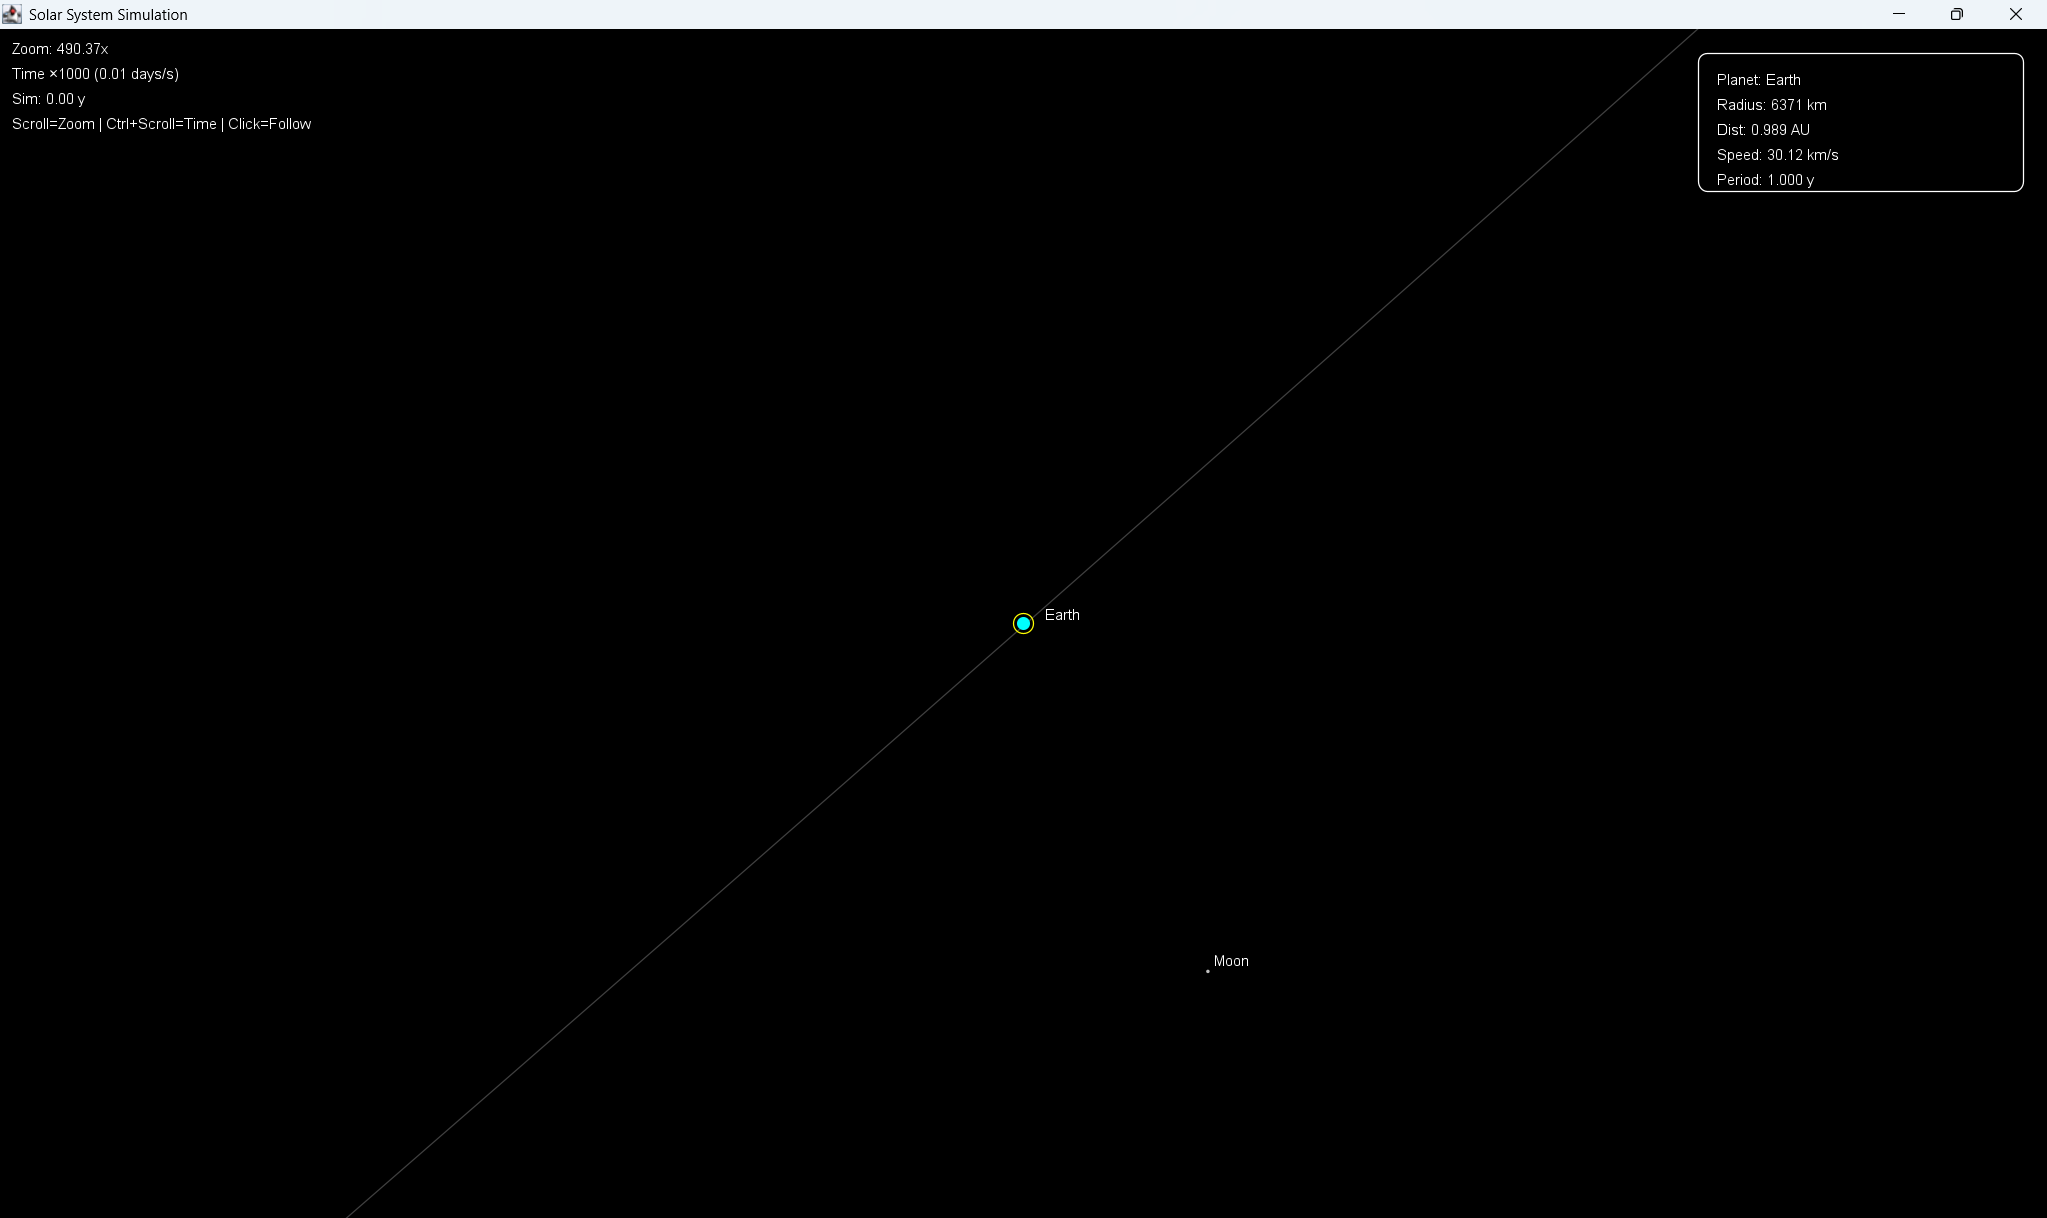 Solar System Simulation
Zoom: 490.37x
Time ×1000 (0.01 days/s)
Sim: 0.00 y
Scroll=Zoom | Ctrl+Scroll=Time | Click=Follow
Planet: Earth
Radius: 6371 km
Dist: 0.989 AU
Speed: 30.12 km/s
Period: 1.000 y
Earth
Moon